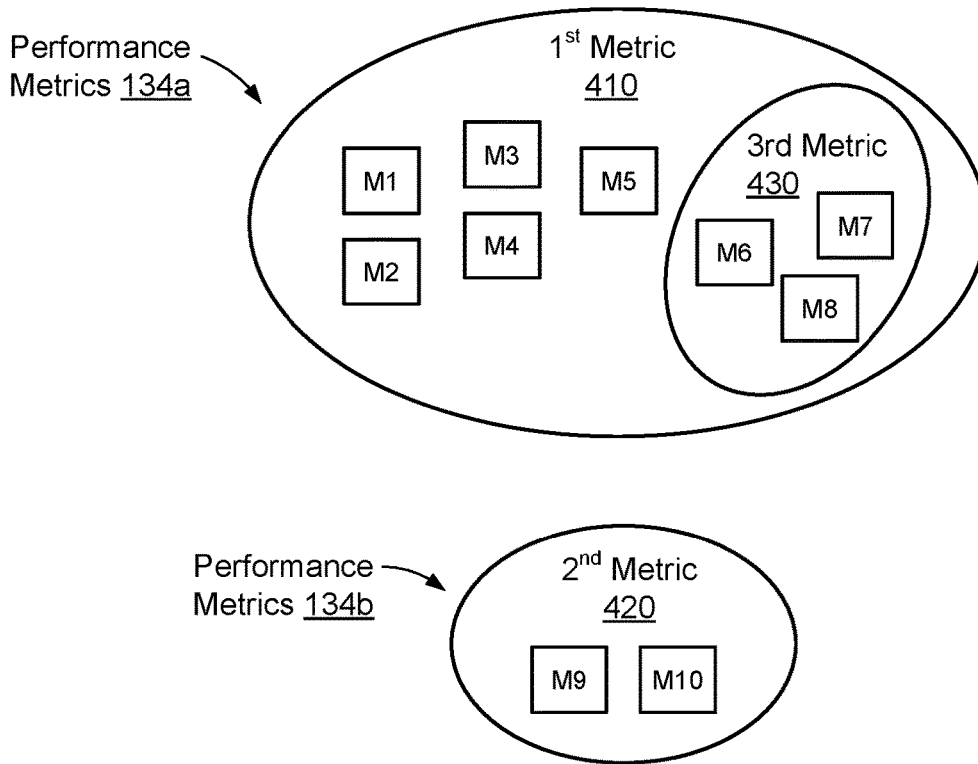 Performance
Metrics 134a
1st Metric
410
3rd Metric
430
M1
M2
M3
M4
M5
M6
M7
M8
Performance
Metrics 134b
2nd Metric
420
M9
M10